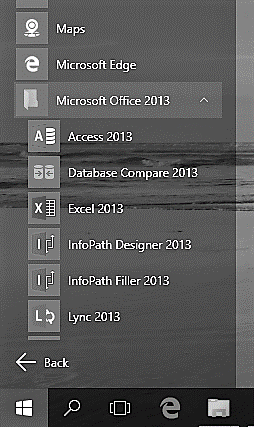 Maps
Microsoft Edge
Microsoft Office 2013
Access 2013
Database Compare 2013
Excel 2013
InfoPath Designer 2013
InfoPath Filler 2013
Lync 2013
Back